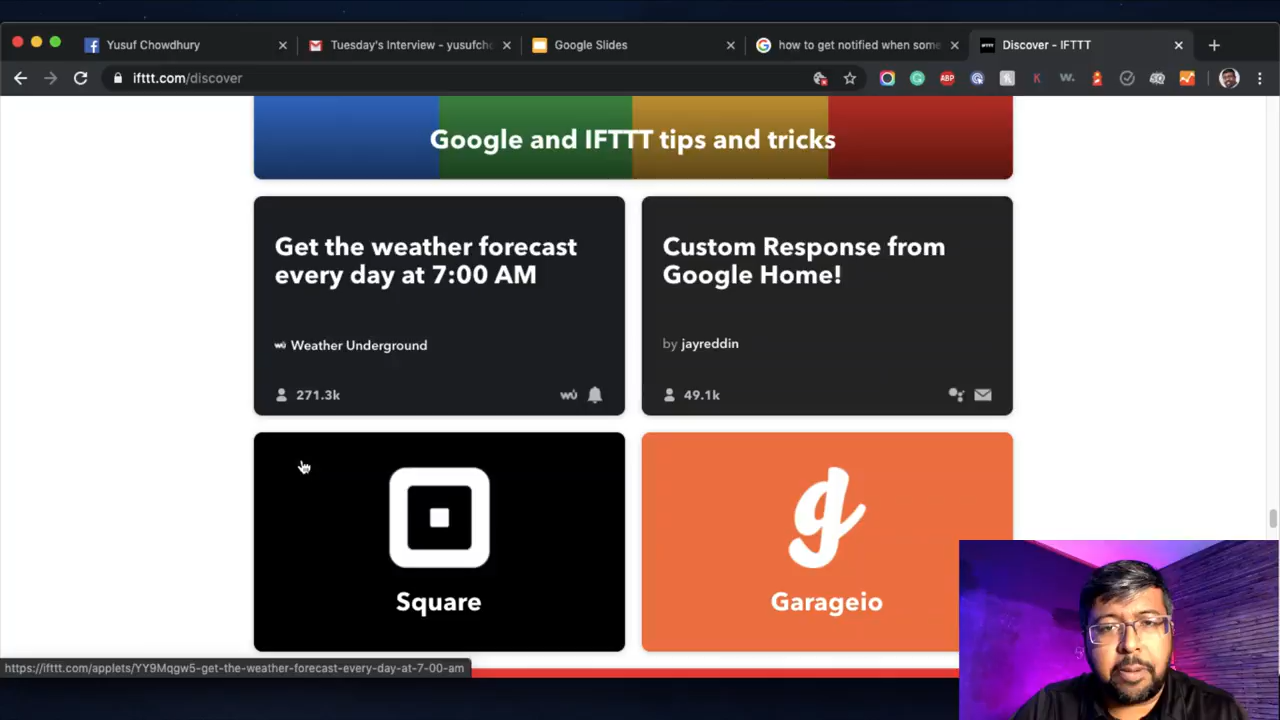 Yusuf Chowdhury
Tuesday's Interview - yusufch
Google Slides
how to get notified when some
Discover - IFTTT
ifttt.com/discover
ABP
K
w.
Google and IFTTT tips and tricks
Get the weather forecast
every day at 7:00 AM
Weather Underground
271.3k
wu
Custom Response from
Google Home!
by jayreddin
49.1k
Square
g
Garageio
https://ifttt.com/applets/YY9Mqgw5-get-the-weather-forecast-every-day-at-7-00-am